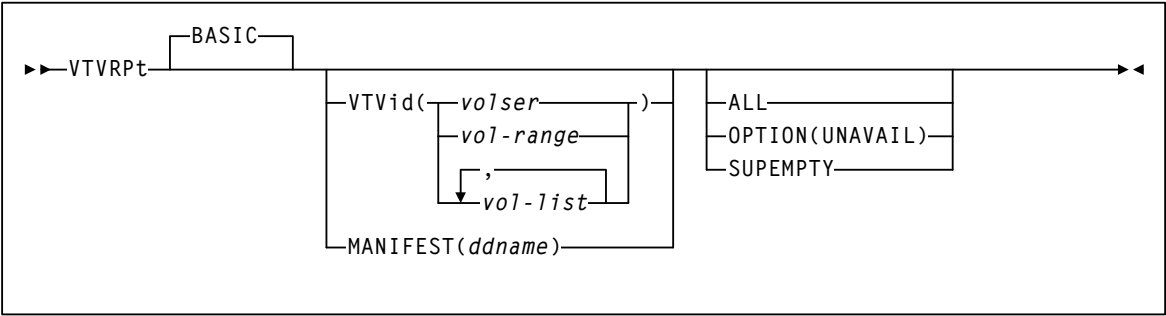 BASIC
VTVRPt
VTVid( volser )
ALL
vol-range
OPTION(UNAVAIL)
,
SUPEMPTY
vol-list
MANIFEST(ddname)